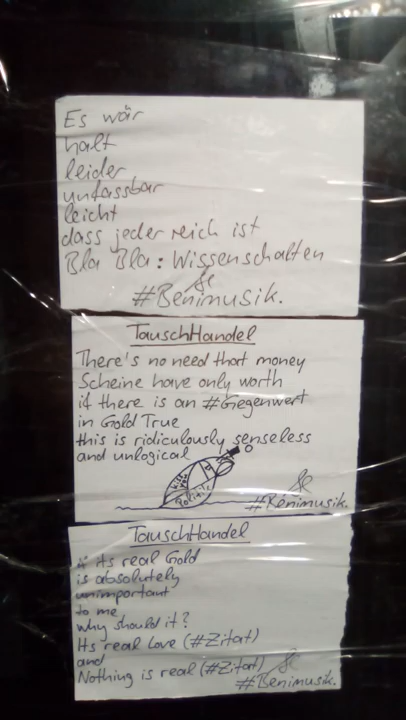 Es wär
halt
leider
unfassbar
leicht
dass jeder reich ist
Bla Bla: Wissenschaften
#Benimusik.
TauschHandel
There's no need that money
Scheine have only worth
if there is an #Gegenwert
in Gold True
this is ridiculously senseless
and unlogical
Politic
#Benimusik.
TauschHandel
if its real Gold
is absolutely
unimportant
to me
why should it?
Its real Love (#Zitat)
and
Nothing is real (#Zitat)
#Benimusik.